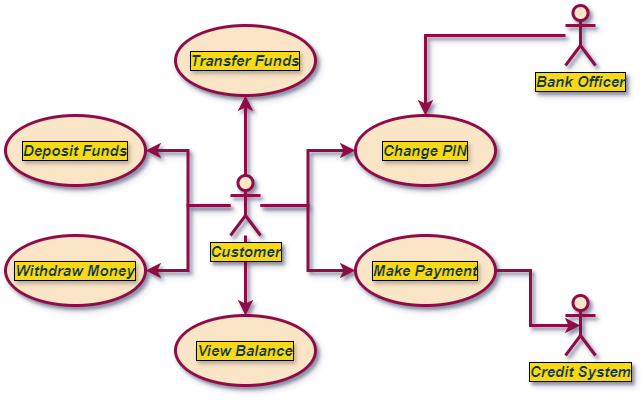 Transfer Funds
Bank Officer
Deposit Funds
Change PIN
Customer
Withdraw Money
Make Payment
View Balance
Credit System